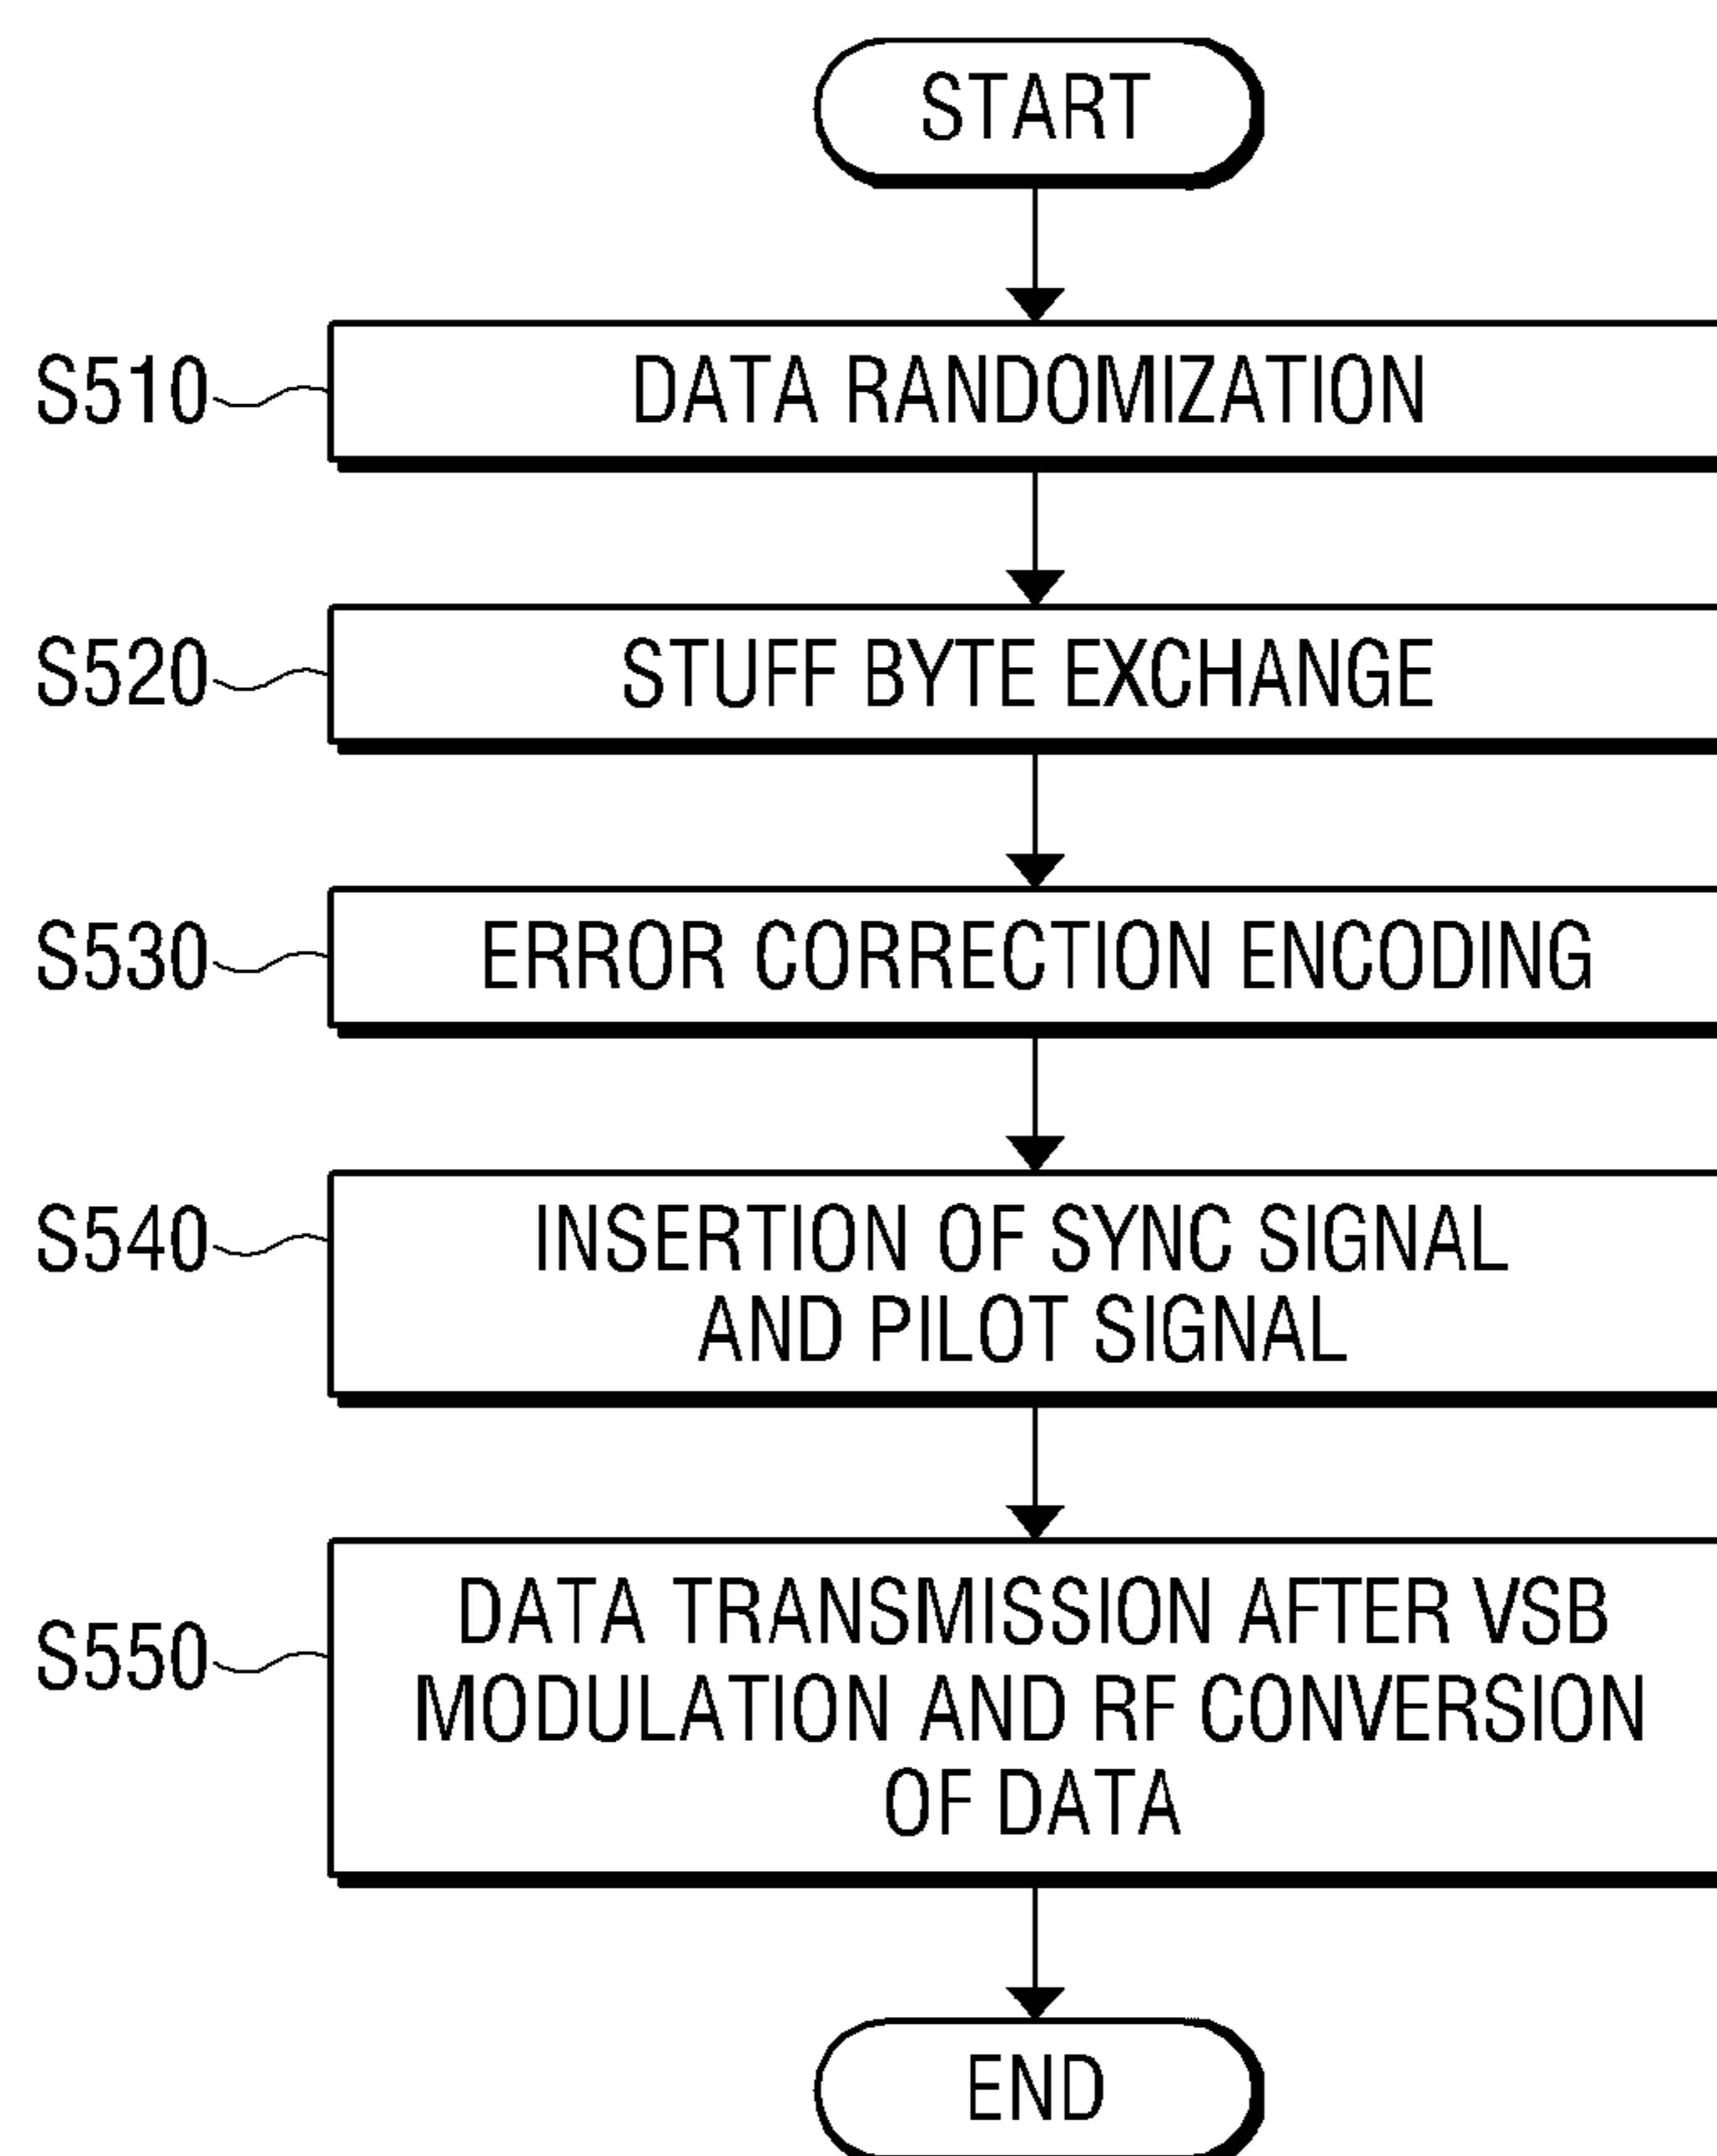 START
S510
DATA RANDOMIZATION
S520
STUFF BYTE EXCHANGE
S530
ERROR CORRECTION ENCODING
S540
INSERTION OF SYNC SIGNAL
AND PILOT SIGNAL
S550
DATA TRANSMISSION AFTER VSB
MODULATION AND RF CONVERSION
OF DATA
END